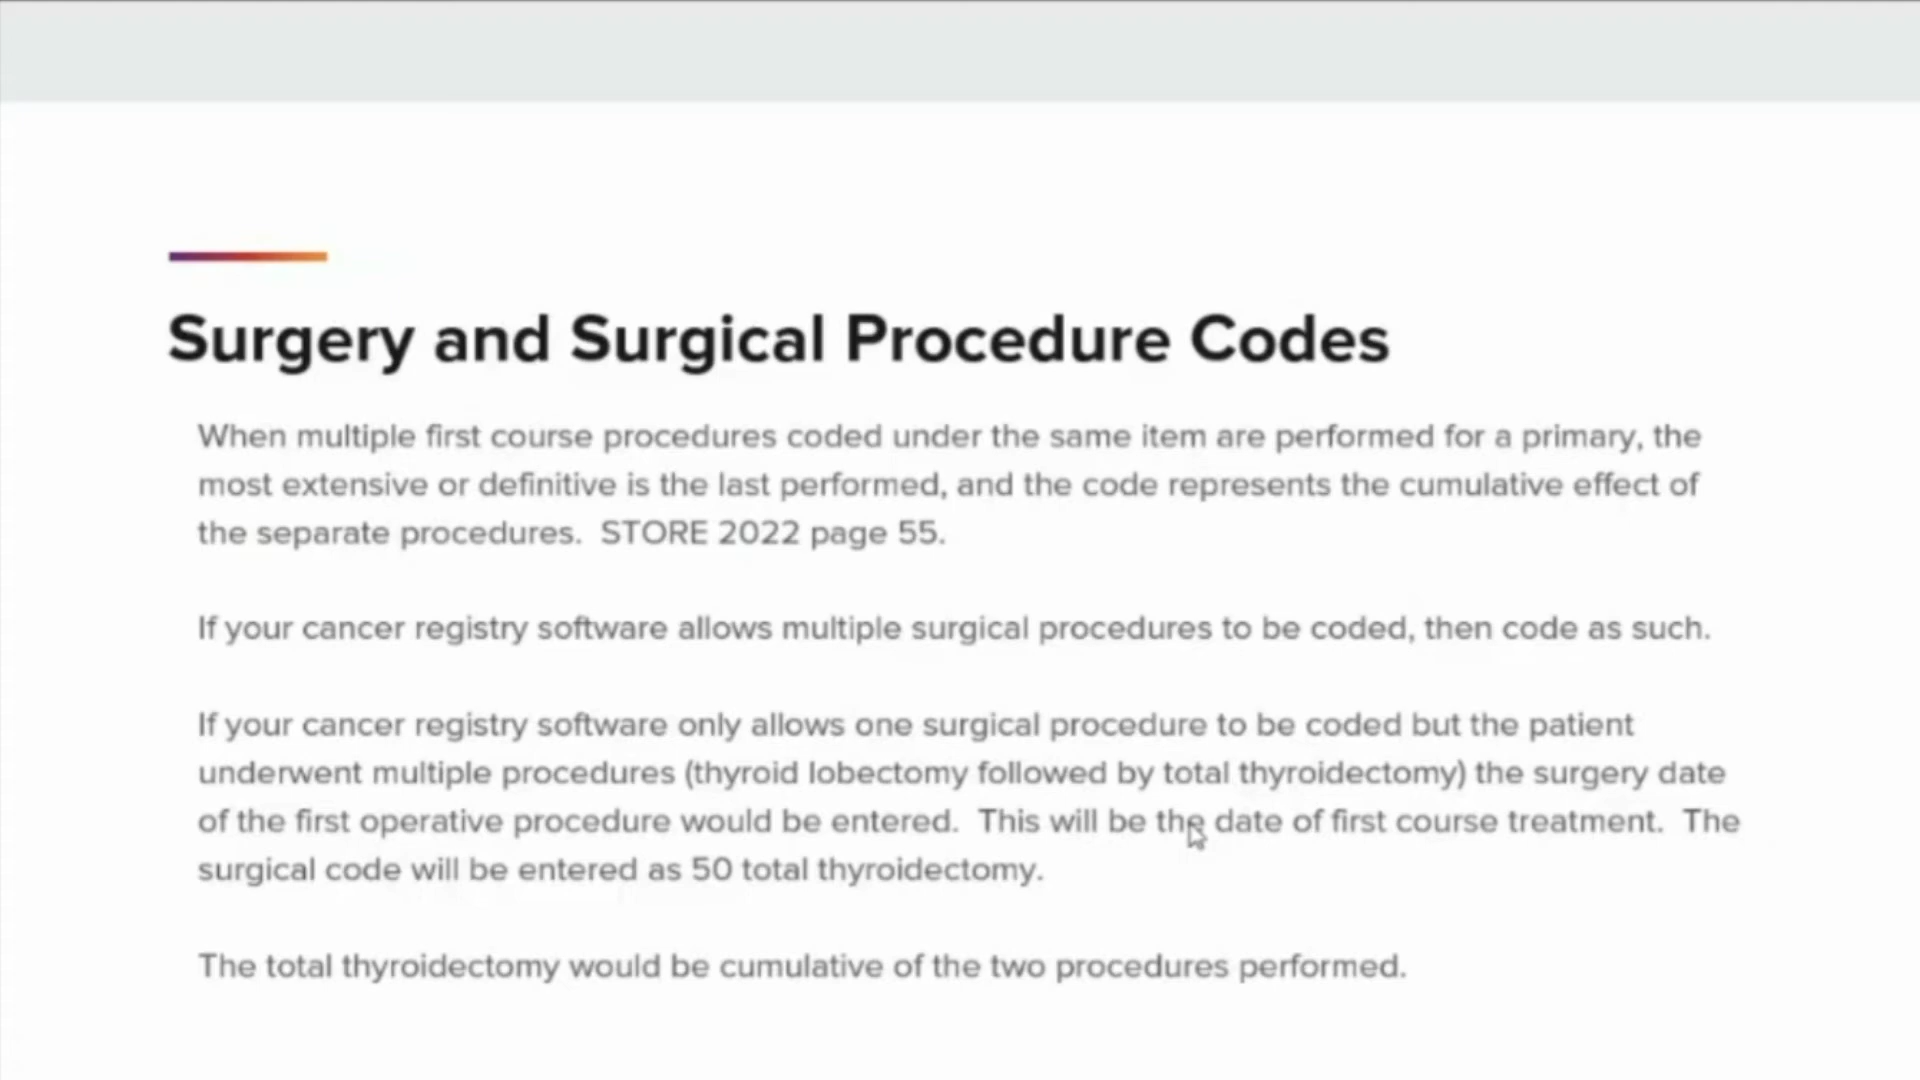 Surgery and Surgical Procedure Codes
When multiple first course procedures coded under the same item are performed for a primary, the
most extensive or definitive is the last performed, and the code represents the cumulative effect of
the separate procedures.  STORE 2022 page 55.
If your cancer registry software allows multiple surgical procedures to be coded, then code as such.
If your cancer registry software only allows one surgical procedure to be coded but the patient
underwent multiple procedures (thyroid lobectomy followed by total thyroidectomy) the surgery date
of the first operative procedure would be entered.  This will be the date of first course treatment.  The
surgical code will be entered as 50 total thyroidectomy.
The total thyroidectomy would be cumulative of the two procedures performed.